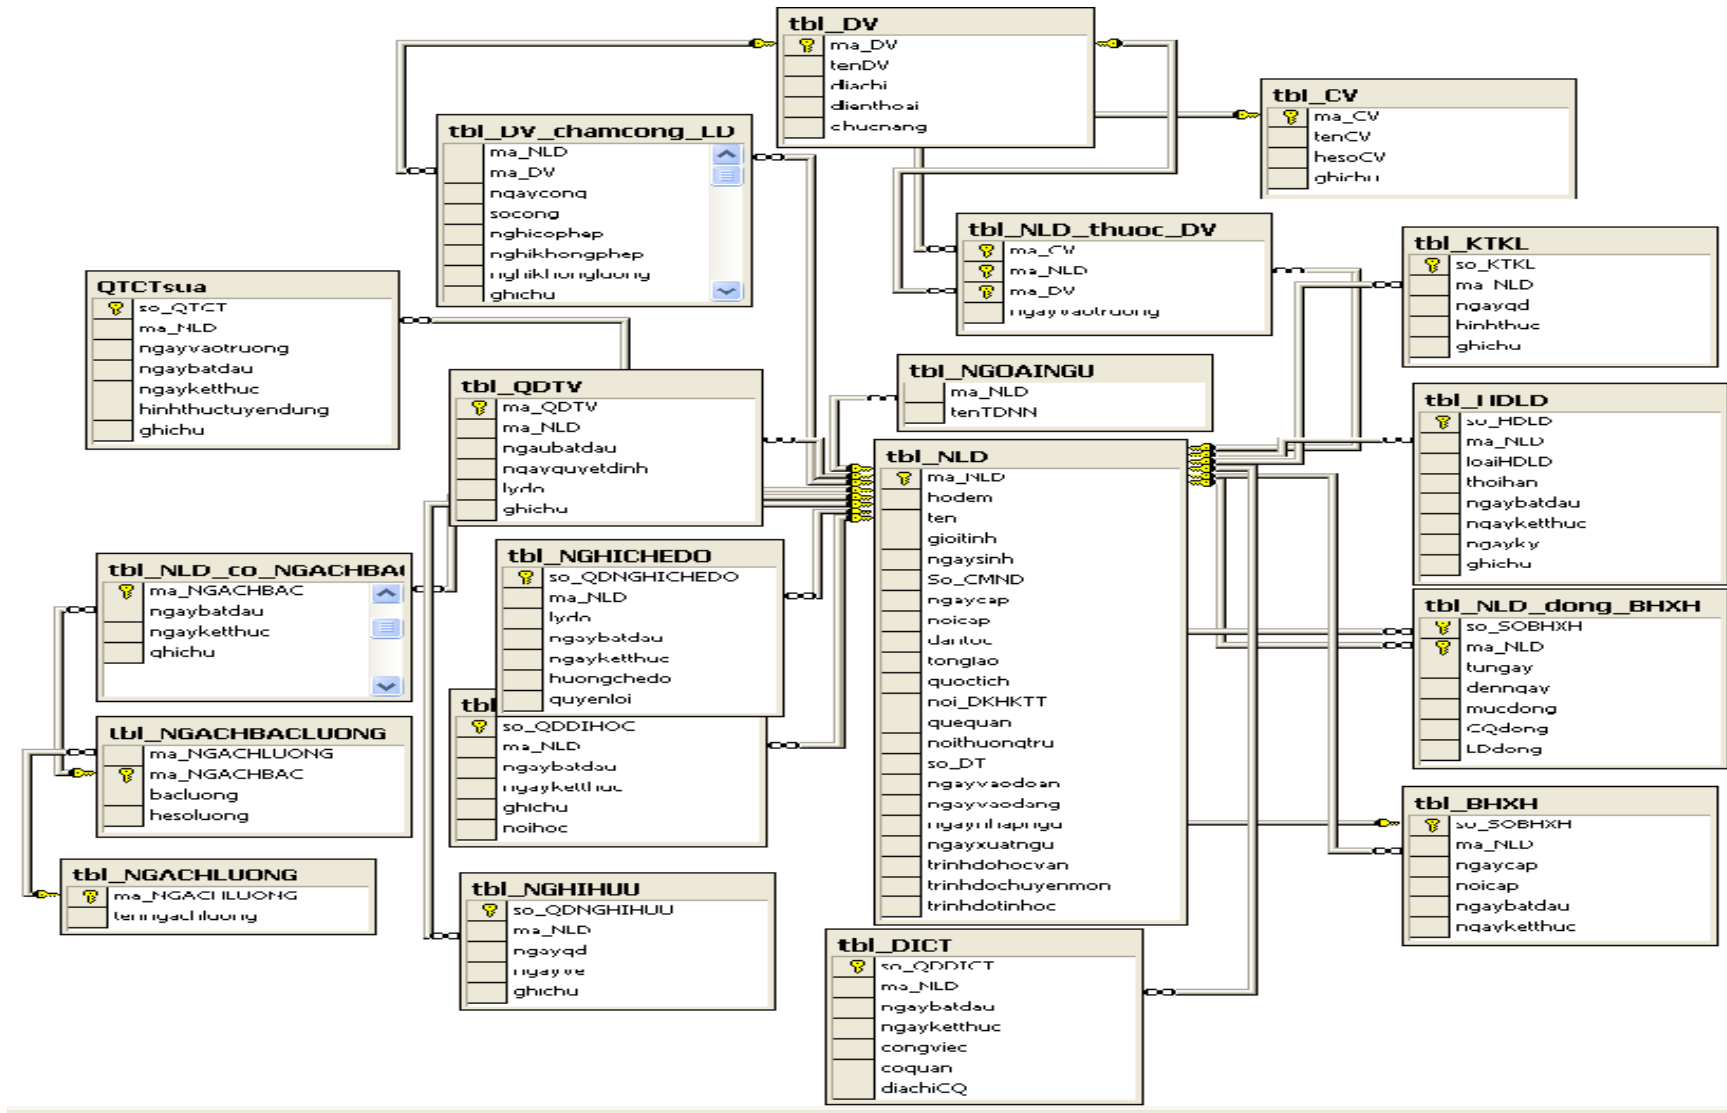 tbl_DV
ma_DV
tenDV
diachi
dienthoai
chucnang
tbl_CV
ma_CV
tenCV
hesoCV
ghichu
tbl_DV_chamcong_LD
ma_NLD
ma_DV
ngaycong
socong
nghicophep
nghikhongphep
nghikhongluong
ghichu
tbl_NLD_thuoc_DV
ma_CV
ma_NLD
ma_DV
ngayvaotruong
tbl_KTKL
so_KTKL
ma_NLD
ngayqd
hinhthuc
ghichu
QTCTsua
so_QTCT
ma_NLD
ngayvaotruong
ngaybatdau
ngayketthuc
hinhthuctuyendung
ghichu
tbl_QDTV
ma_QDTV
ma_NLD
ngaubatdau
ngayquyetdinh
lydo
ghichu
tbl_NGOAINGU
ma_NLD
tenTDNN
tbl_HDLD
so_HDLD
ma_NLD
loaiHDLD
thoihan
ngaybatdau
ngayketthuc
ngayky
ghichu
tbl_NLD
ma_NLD
hodem
ten
gioitinh
ngaysinh
So_CMND
ngaycap
noicap
dantoc
tongiao
quoctich
noi_DKHKTT
quequan
noithuongtru
so_DT
ngayvaodoan
ngayvaodang
ngaynhapngu
ngayxuatngu
trinhdohocvan
trinhdochuyenmon
trinhdotinhoc
tbl_NLD_co_NGACHBA
ma_NGACHBAC
ngaybatdau
ngayketthuc
ghichu
tbl_NGHICHEDO
so_QDNGHICHEDO
ma_NLD
lydo
ngaybatdau
ngayketthuc
huongchedo
quyenloi
tbl_NLD_dong_BHXH
so_SOBHXH
ma_NLD
tungay
denngay
mucdong
CQdong
LDdong
tbl
so_QDDIHOC
ma_NLD
ngaybatdau
ngayketthuc
ghichu
noihoc
tbl_NGACHBACLUONG
ma_NGACHLUONG
ma_NGACHBAC
bacluong
hesoluong
tbl_BHXH
so_SOBHXH
ma_NLD
ngaycap
noicap
ngaybatdau
ngayketthuc
tbl_NGACHLUONG
ma_NGACHLUONG
tenngachluong
tbl_NGHIHUU
so_QDNGHIHUU
ma_NLD
ngayqd
ngayve
ghichu
tbl_DICT
so_QDDICT
ma_NLD
ngaybatdau
ngayketthuc
congviec
coquan
diachiCQ